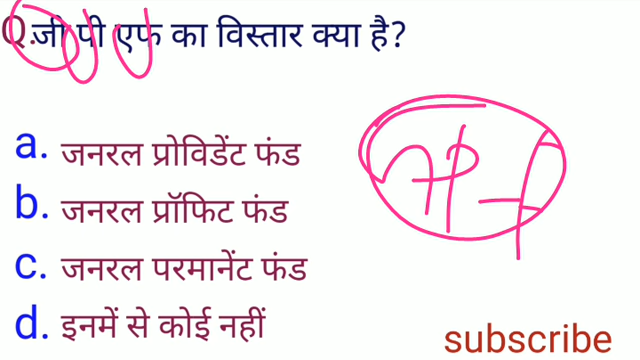 Q.जी पी एफ का विस्तार क्या है?
a. जनरल प्रोविडेंट फंड
b. जनरल प्रॉफिट फंड
c. जनरल परमानेंट फंड
d. इनमें से कोई नहीं
subscribe